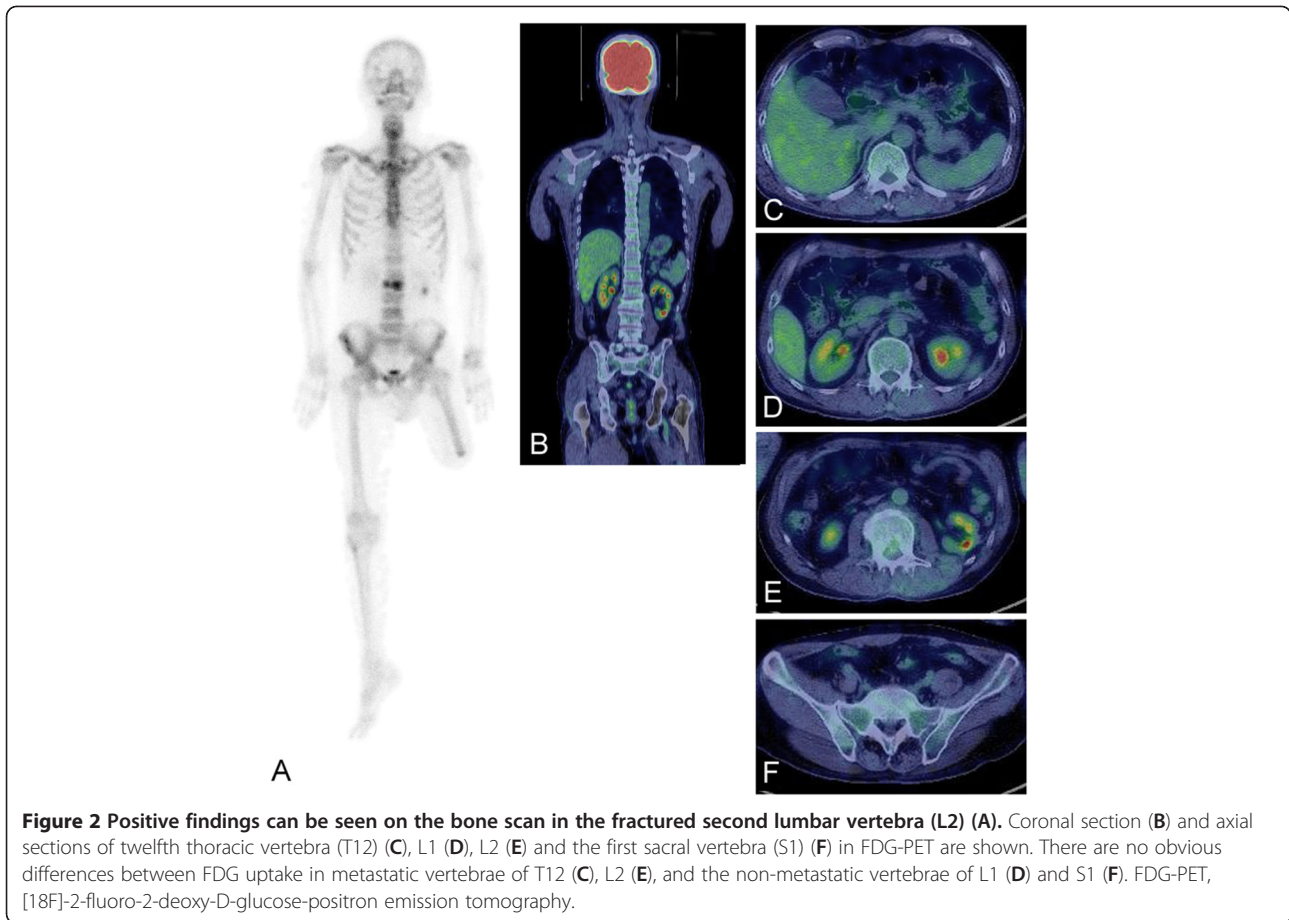 A
B
C
D
E
F
Figure 2 Positive findings can be seen on the bone scan in the fractured second lumbar vertebra (L2) (A). Coronal section (B) and axial
sections of twelfth thoracic vertebra (T12) (C), L1 (D), L2 (E) and the first sacral vertebra (S1) (F) in FDG-PET are shown. There are no obvious
differences between FDG uptake in metastatic vertebrae of T12 (C), L2 (E), and the non-metastatic vertebrae of L1 (D) and S1 (F). FDG-PET,
[18F]-2-fluoro-2-deoxy-D-glucose-positron emission tomography.